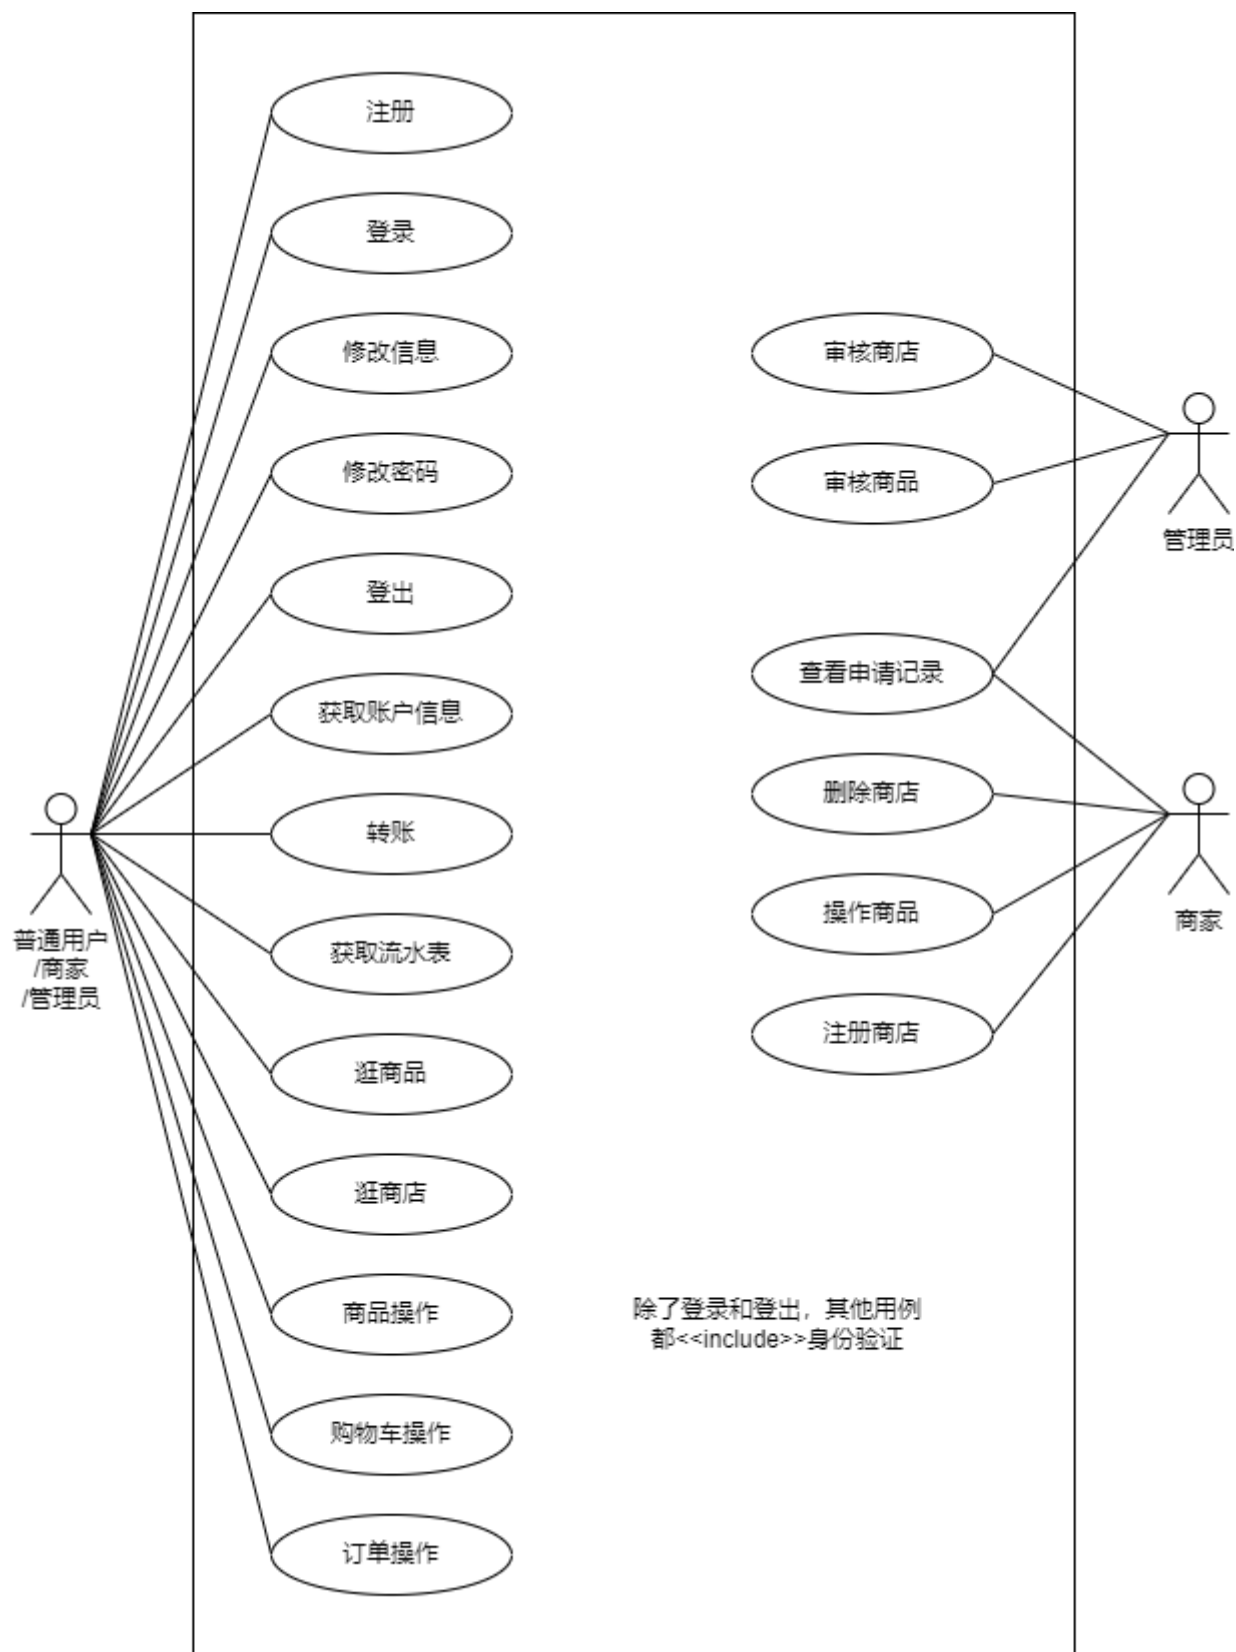 注册
登录
修改信息
修改密码
登出
获取账户信息
转账
获取流水表
逛商品
逛商店
商品操作
购物车操作
订单操作
普通用户
/商家
/管理员
审核商店
审核商品
查看申请记录
删除商店
操作商品
注册商店
管理员
商家
除了登录和登出，其他用例
都<<include>>身份验证